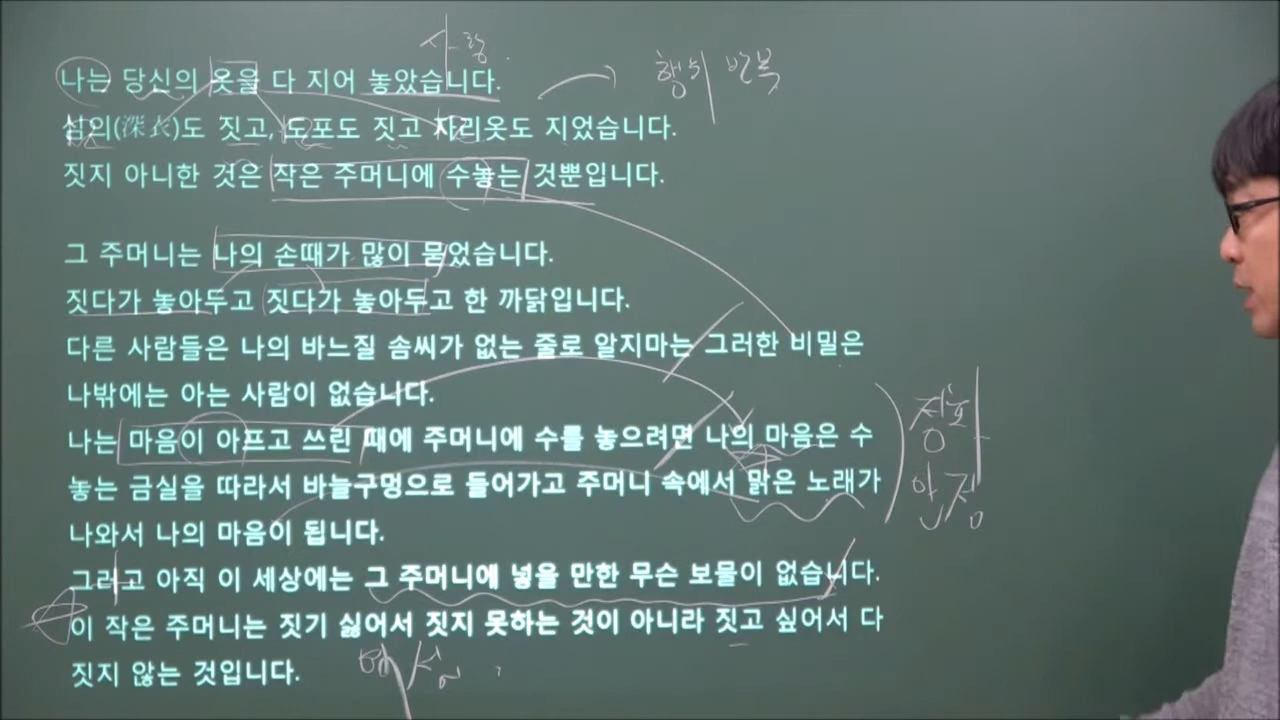 사랑
행위 반복
나는 당신의 옷을 다 지어 놓았습니다.
심의(深衣)도 짓고, 도포도 짓고 자리옷도 지었습니다.
짓지 아니한 것은 작은 주머니에 수놓는 것뿐입니다.
그 주머니는 나의 손때가 많이 묻었습니다.
짓다가 놓아두고 짓다가 놓아두고 한 까닭입니다.
다른 사람들은 나의 바느질 솜씨가 없는 줄로 알지마는 그러한 비밀은
나밖에는 아는 사람이 없습니다.
나는 마음이 아프고 쓰린 때에 주머니에 수를 놓으려면 나의 마음은 수
놓는 금실을 따라서 바늘구멍으로 들어가고 주머니 속에서 맑은 노래가
나와서 나의 마음이 됩니다.
정화
안정
그러고 아직 이 세상에는 그 주머니에 넣을 만한 무슨 보물이 없습니다.
이 작은 주머니는 짓기 싫어서 짓지 못하는 것이 아니라 짓고 싶어서 다
짓지 않는 것입니다.
역설